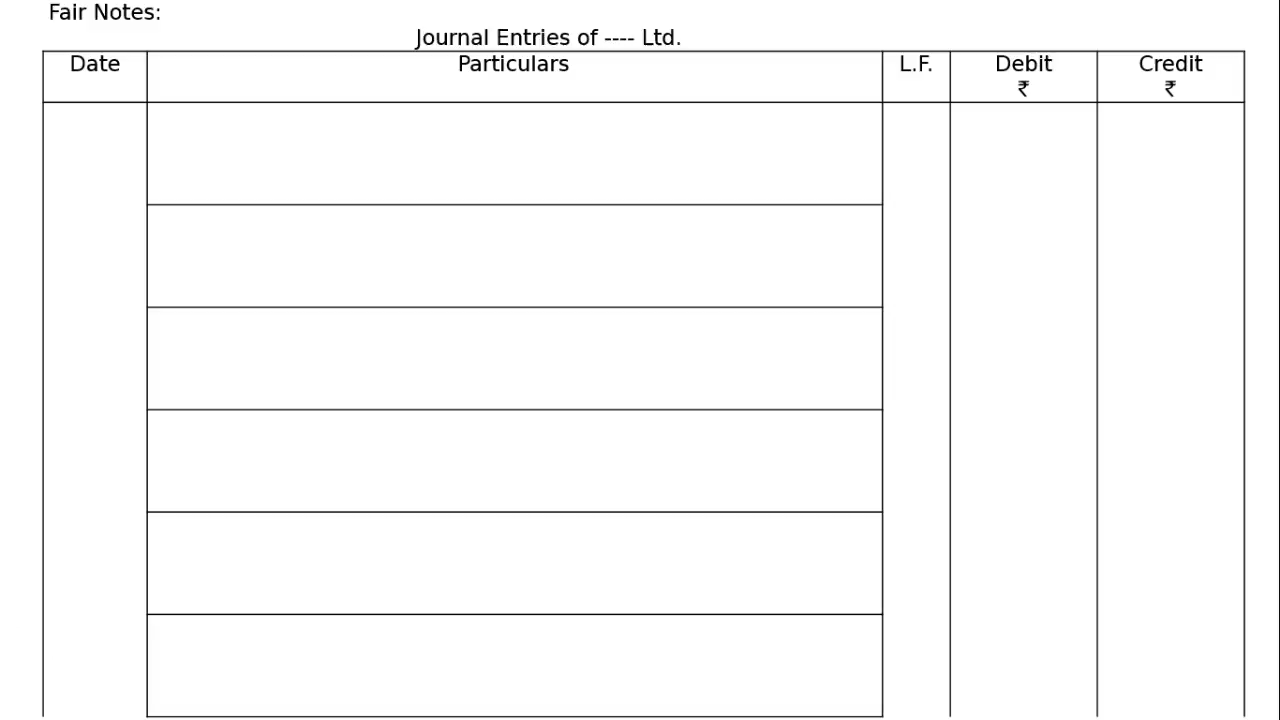 Fair Notes:
Journal Entries of ---- Ltd.
Date Particulars L.F. Debit Credit
₹ ₹